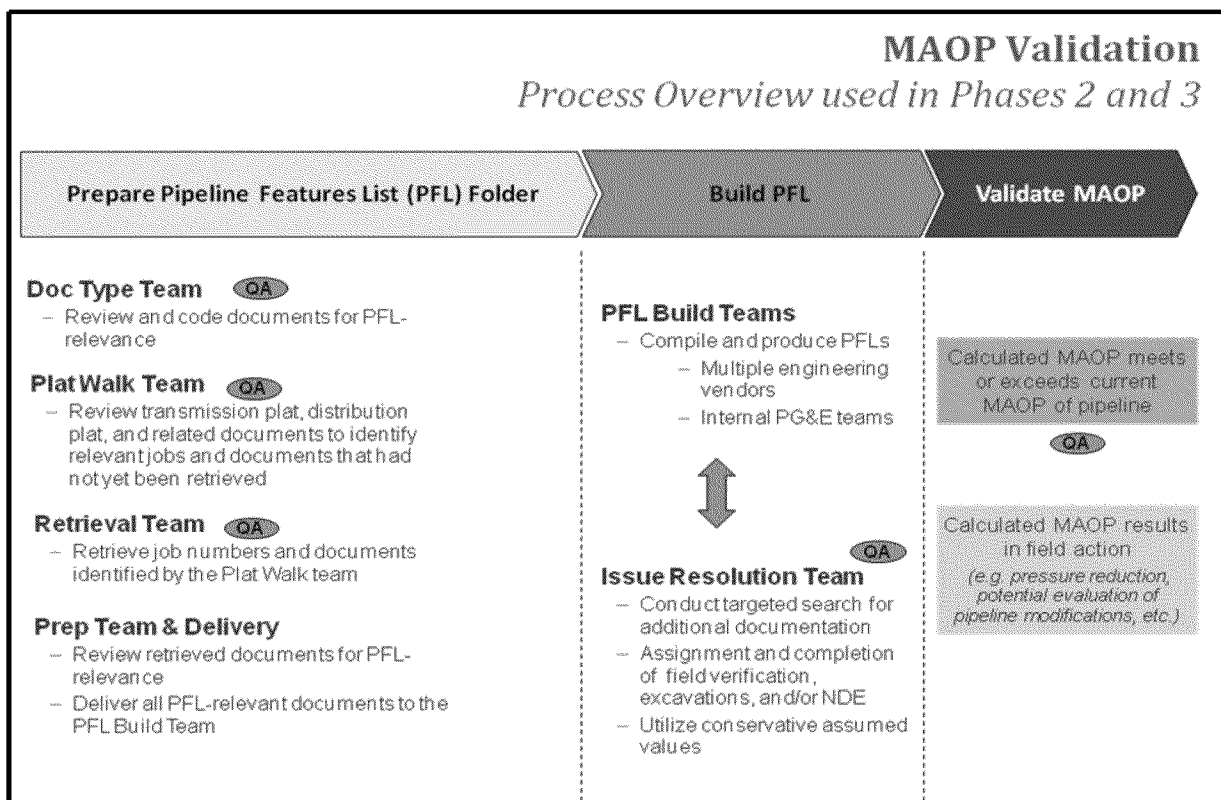 MAOP Validation
Process Overview used in Phases 2 and 3
Prepare Pipeline Features List (PFL) Folder
Build PFL
Validate MAOP
Doc Type Team QA
– Review and code documents for PFL-
relevance
Plat Walk Team QA
– Review transmission plat, distribution
plat, and related documents to identify
relevant jobs and documents that had
not yet been retrieved
Retrieval Team QA
– Retrieve job numbers and documents
identified by the Plat Walk team
Prep Team & Delivery
– Review retrieved documents for PFL-
relevance
– Deliver all PFL-relevant documents to the
PFL Build Team
PFL Build Teams
– Compile and produce PFLs
– Multiple engineering
vendors
– Internal PG&E teams
QA
Issue Resolution Team
– Conduct targeted search for
additional documentation
– Assignment and completion
of field verification,
excavations, and/or NDE
– Utilize conservative assumed
values
Calculated MAOP meets
or exceeds current
MAOP of pipeline
QA
Calculated MAOP results
in field action
(e.g. pressure reduction,
potential evaluation of
pipeline modifications, etc.)